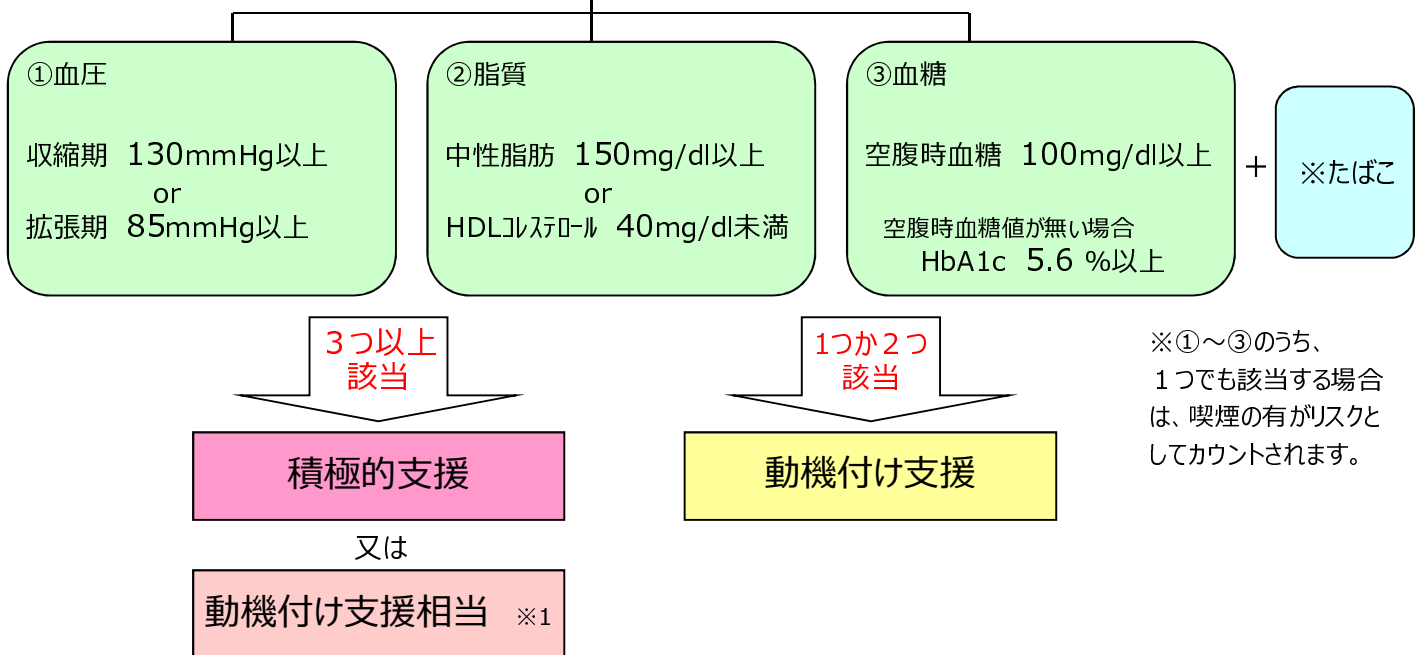 ①血圧
収縮期 130mmHg以上
or
拡張期 85mmHg以上
②脂質
中性脂肪 150mg/dl以上
or
HDLｺﾚｽﾃﾛｰﾙ 40mg/dl未満
③血糖
空腹時血糖 100mg/dl以上
空腹時血糖値が無い場合
HbA1c 5.6 %以上
+
※たばこ
３つ以上
該当
1つか２つ
該当
※①～③のうち、
１つでも該当する場合
は、喫煙の有がリスクと
してカウントされます。
積極的支援
動機付け支援
又は
動機付け支援相当 ※1